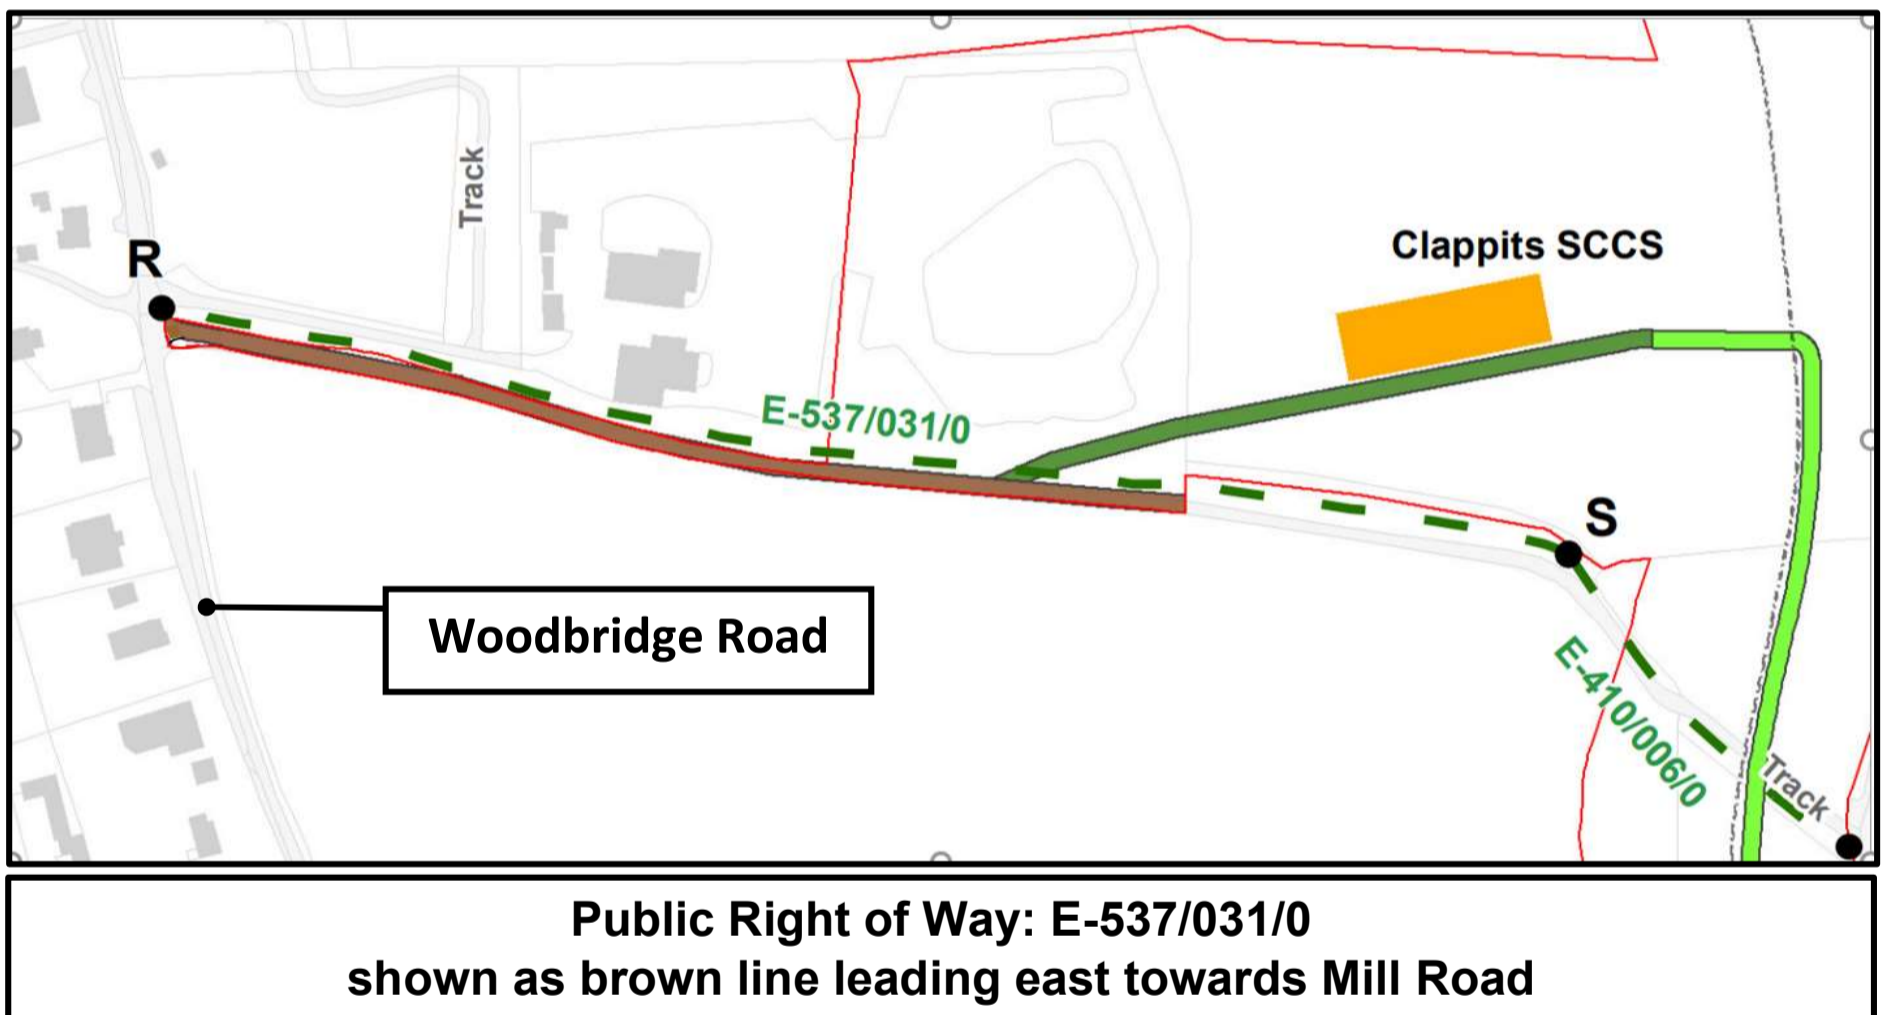 Track
R
Clappits SCCS
E-537/031/0
S
Woodbridge Road
E-410/006/0
Track
Public Right of Way: E-537/031/0
shown as brown line leading east towards Mill Road